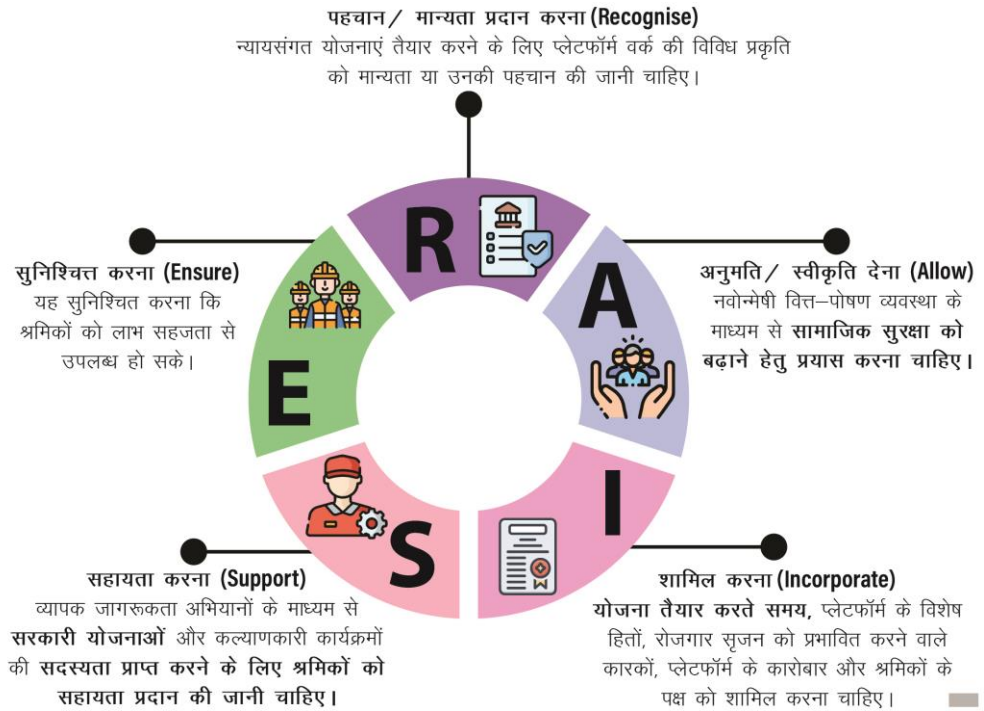 पहचान/ मान्यता प्रदान करना (Recognise)
न्यायसंगत योजनाएं तैयार करने के लिए प्लेटफॉर्म वर्क की विविध प्रकृति
को मान्यता या उनकी पहचान की जानी चाहिए।
R
A
अनुमति/ स्वीकृति देना (Allow)
नवोन्मेषी वित्त–पोषण व्यवस्था के
माध्यम से सामाजिक सुरक्षा को
बढ़ाने हेतु प्रयास करना चाहिए।
I
शामिल करना (Incorporate)
योजना तैयार करते समय, प्लेटफॉर्म के विशेष
हितों, रोजगार सृजन को प्रभावित करने वाले
कारकों, प्लेटफॉर्म के कारोबार और श्रमिकों के
पक्ष को शामिल करना चाहिए।
S
सहायता करना (Support)
व्यापक जागरूकता अभियानों के माध्यम से
सरकारी योजनाओं और कल्याणकारी कार्यक्रमों
की सदस्यता प्राप्त करने के लिए श्रमिकों को
सहायता प्रदान की जानी चाहिए।
E
सुनिश्चित करना (Ensure)
यह सुनिश्चित करना कि
श्रमिकों को लाभ सहजता से
उपलब्ध हो सके।